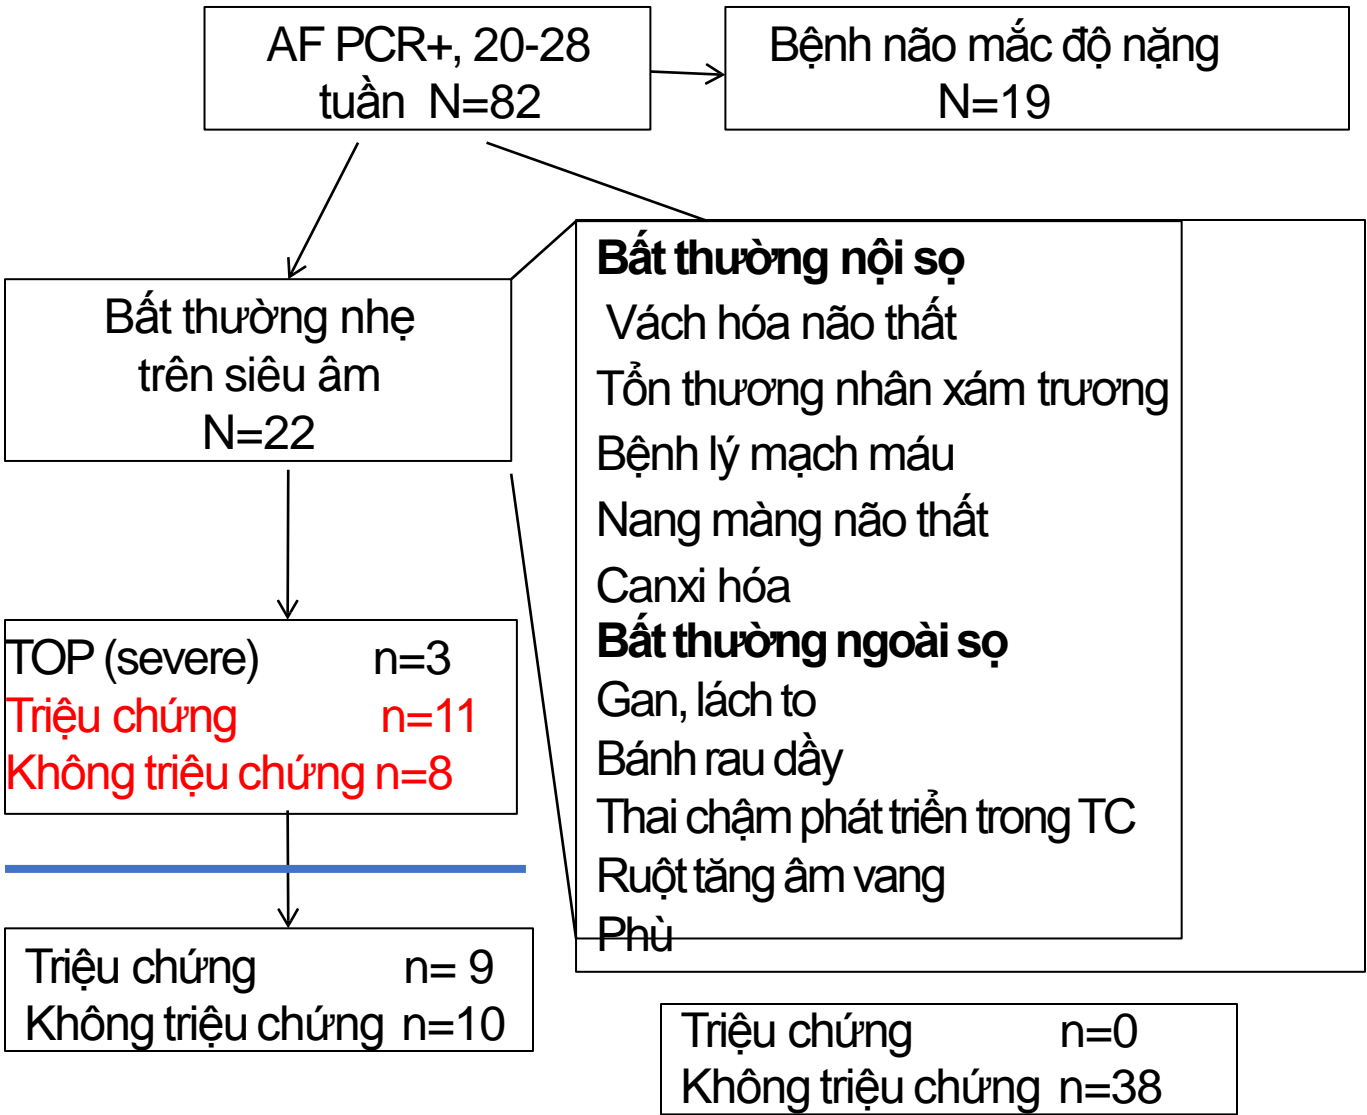 AF PCR+, 20-28
tuần N=82
Bệnh não mắc độ nặng
N=19
Bất thường nhẹ
trên siêu âm
N=22
Bất thường nội sọ
Vách hóa não thất
Tổn thương nhân xám trương
Bệnh lý mạch máu
Nang màng não thất
Canxi hóa
Bất thường ngoài sọ
Gan, lách to
Bánh rau dầy
Thai chậm phát triển trong TC
Ruột tăng âm vang
Phù
TOP (severe) n=3
Triệu chứng n=11
Không triệu chứng n=8
Triệu chứng n= 9
Không triệu chứng n=10
Triệu chứng n=0
Không triệu chứng n=38